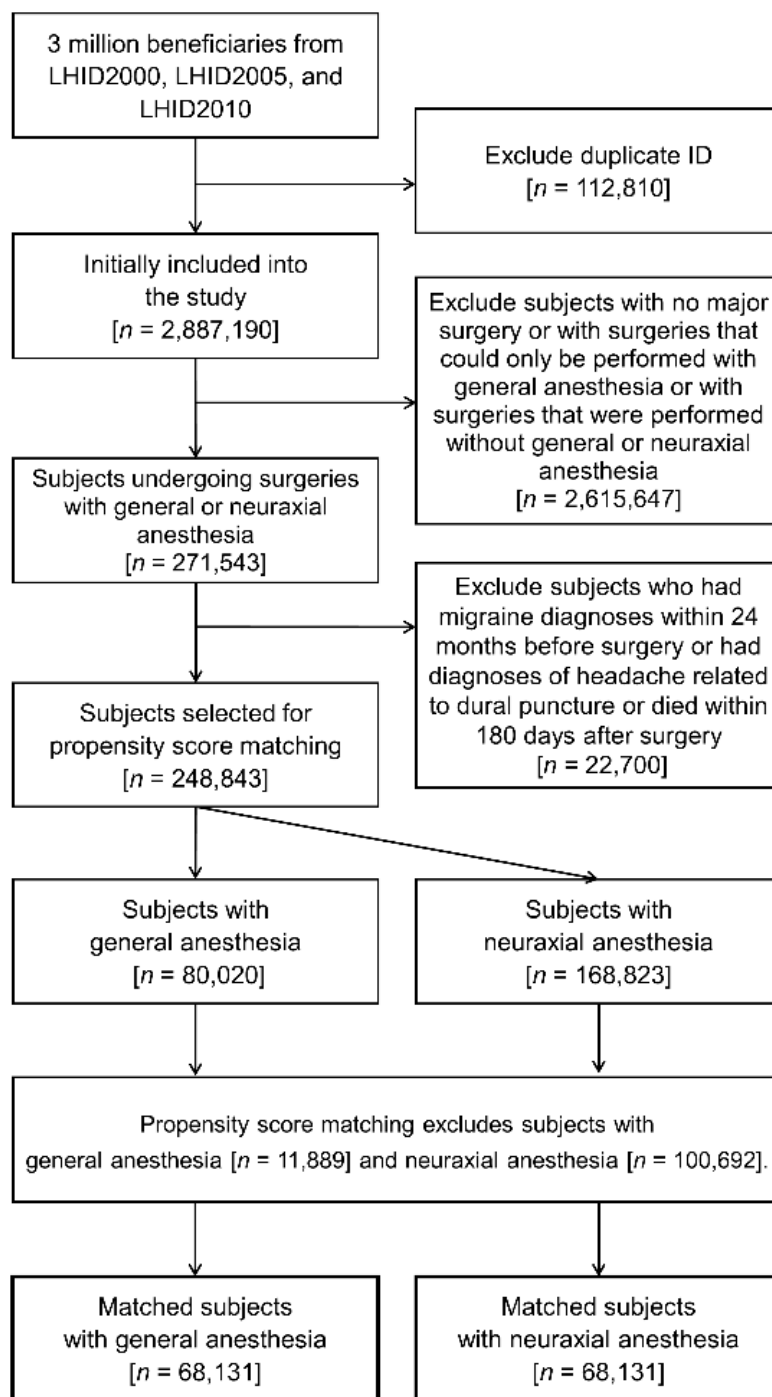 3 million beneficiaries from
LHID2000, LHID2005, and
LHID2010
Exclude duplicate ID
[n = 112,810]
Initially included into
the study
[n = 2,887,190]
Exclude subjects with no major
surgery or with surgeries that
could only be performed with
general anesthesia or with
surgeries that were performed
without general or neuraxial
anesthesia
[n = 2,615,647]
Subjects undergoing surgeries
with general or neuraxial
anesthesia
[n = 271,543]
Exclude subjects who had
migraine diagnoses within 24
months before surgery or had
diagnoses of headache related
to dural puncture or died within
180 days after surgery
[n = 22,700]
Subjects selected for
propensity score matching
[n = 248,843]
Subjects with
general anesthesia
[n = 80,020]
Subjects with
neuraxial anesthesia
[n = 168,823]
Propensity score matching excludes subjects with
general anesthesia [n = 11,889] and neuraxial anesthesia [n = 100,692].
Matched subjects
with general anesthesia
[n = 68,131]
Matched subjects
with neuraxial anesthesia
[n = 68,131]